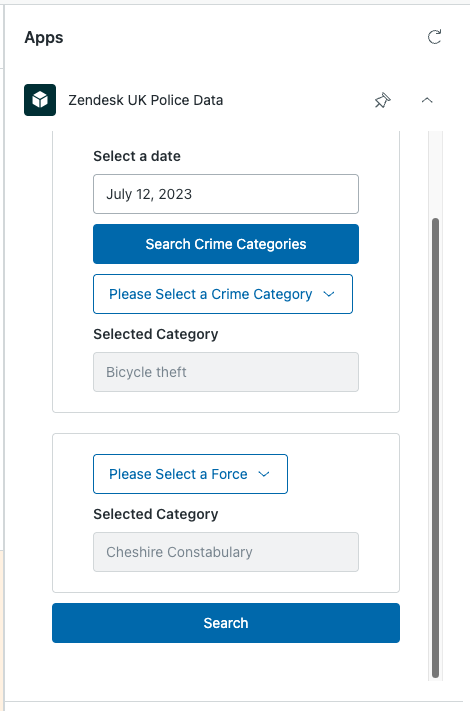 Apps
Zendesk UK Police Data
Select a date
July 12, 2023
Search Crime Categories
Please Select a Crime Category
Selected Category
Bicycle theft
Please Select a Force
Selected Category
Cheshire Constabulary
Search